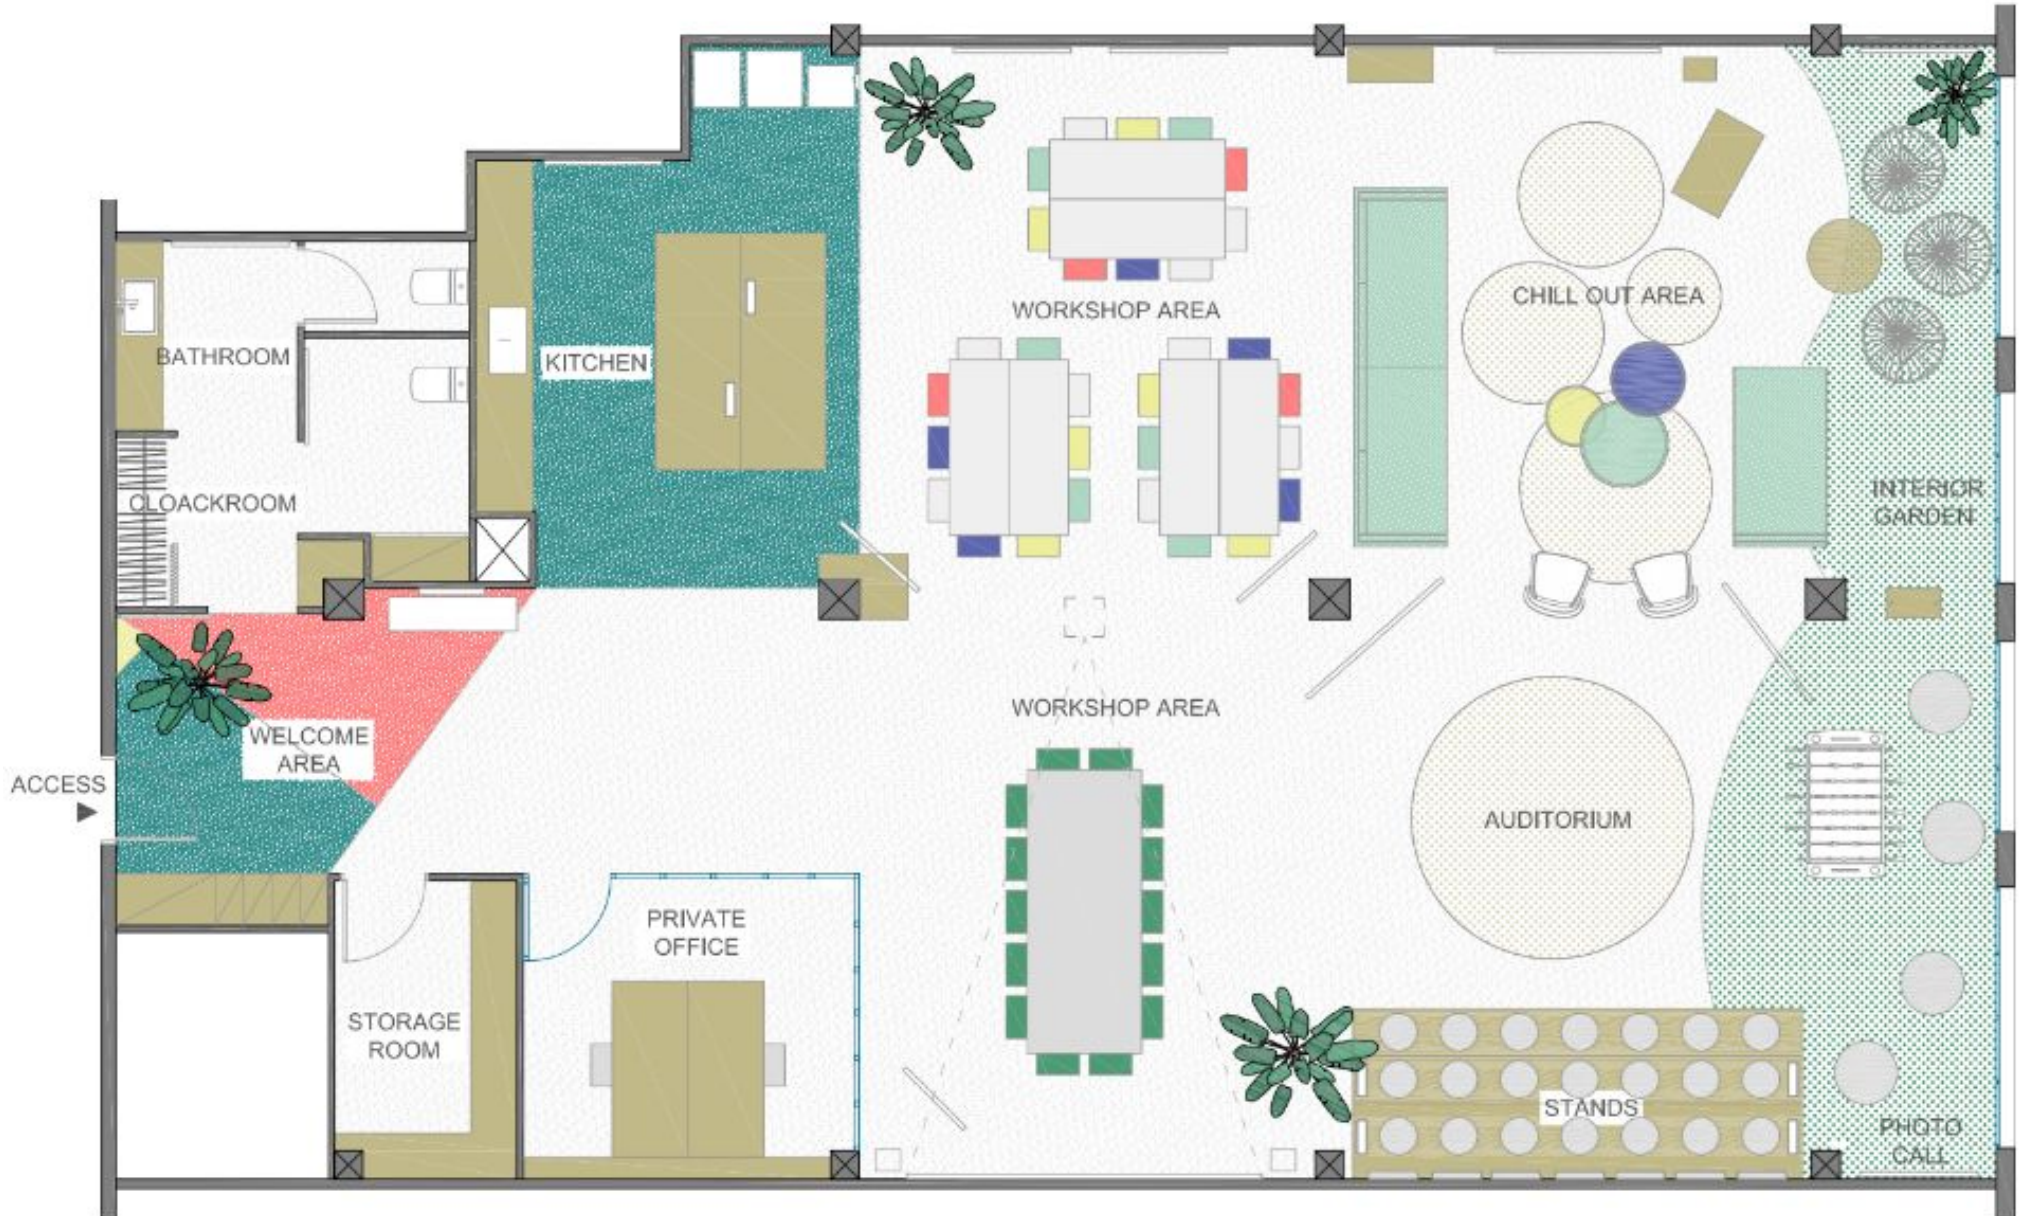 WORKSHOP AREA
CHILL OUT AREA
BATHROOM
KITCHEN
CLOACKROOM
INTERIOR
GARDEN
WORKSHOP AREA
WELCOME
AREA
ACCESS
AUDITORIUM
PRIVATE
OFFICE
STORAGE
ROOM
STANDS
PHOTO
CALL